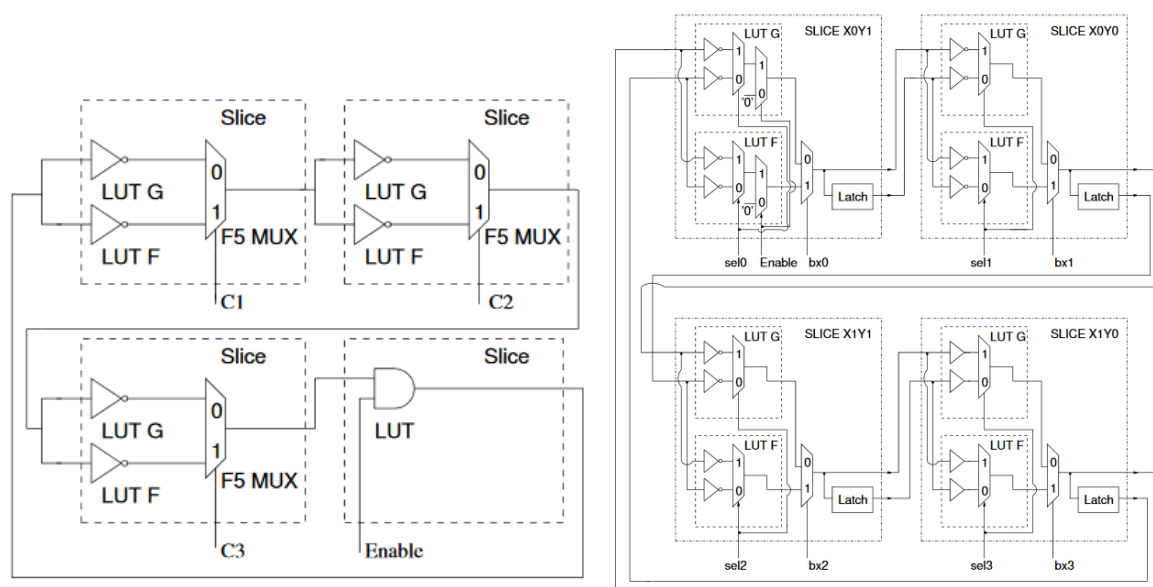 Slice
0
LUT G
1
LUT F
F5 MUX
C1
Slice
0
LUT G
1
LUT F
F5 MUX
C2
Slice
0
LUT G
1
LUT F
F5 MUX
C3
Slice
LUT
Enable
LUT G
SLICE X0Y1
1
1
0
0
'0'
LUT F
1
1
0
0
'0'
0
1
Latch
sel0
Enable
bx0
LUT G
SLICE X0Y0
1
0
LUT F
1
0
0
1
Latch
sel1
bx1
LUT G
SLICE X1Y1
1
0
LUT F
1
0
0
1
Latch
sel2
bx2
LUT G
SLICE X1Y0
1
0
LUT F
1
0
0
1
Latch
sel3
bx3